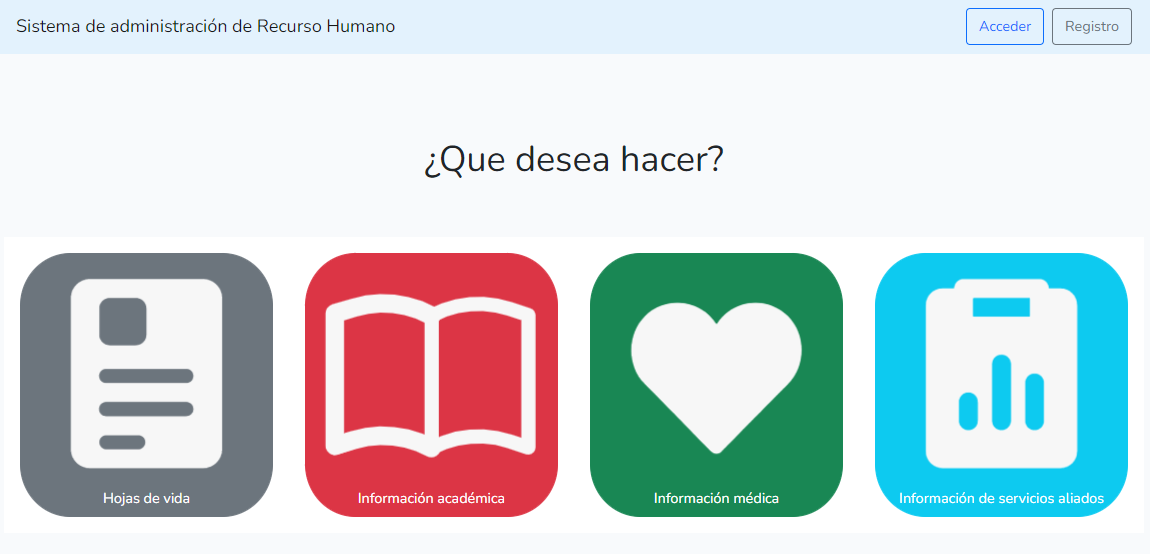 Sistema de administración de Recurso Humano
Acceder
Registro
¿Que desea hacer?
Hojas de vida
Información académica
Información médica
Información de servicios aliados